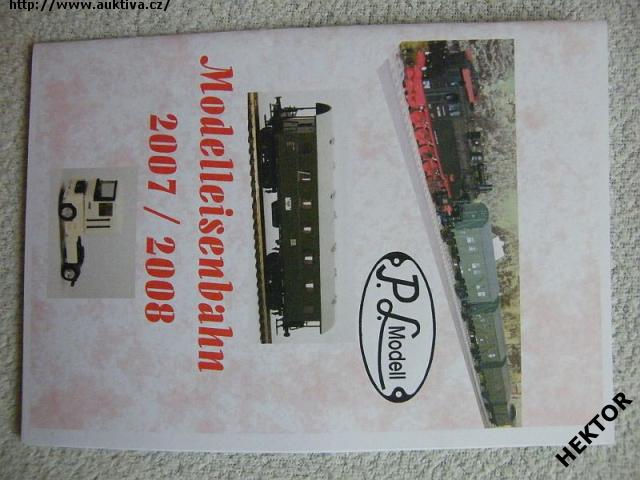 http://www.auktiva.cz/
P.L. Modell
Modelleisenbahn
2007 / 2008
HEKTOR